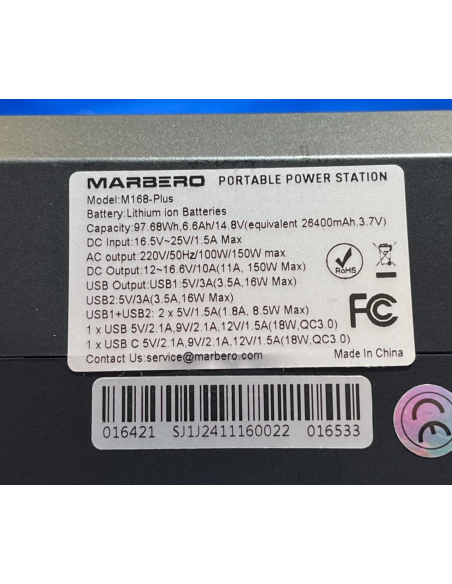 MARBERO PORTABLE POWER STATION
Model:M168-Plus
Battery:Lithium ion Batteries
Capacity:97.68Wh,6.6Ah/14.8V(equivalent 26400mAh,3.7V)
DC Input:16.5V~25V/1.5A Max
AC output:220V/50Hz/100W/150W max
DC Output:12~16.6V/10A(11A, 150W Max)
USB Output:USB1:5V/3A(3.5A,16W Max)
USB2:5V/3A(3.5A,16W Max)
USB1+USB2: 2 x 5V/1.5A(1.8A, 8.5W Max)
1 x USB 5V/2.1A,9V/2.1A,12V/1.5A(18W,QC3.0)
1 x USB C 5V/2.1A,9V/2.1A,12V/1.5A(18W,QC3.0)
Contact Us:service@marbero.com Made In China
RoHS
FC
016421 SJ1J2411160022 016533
CE